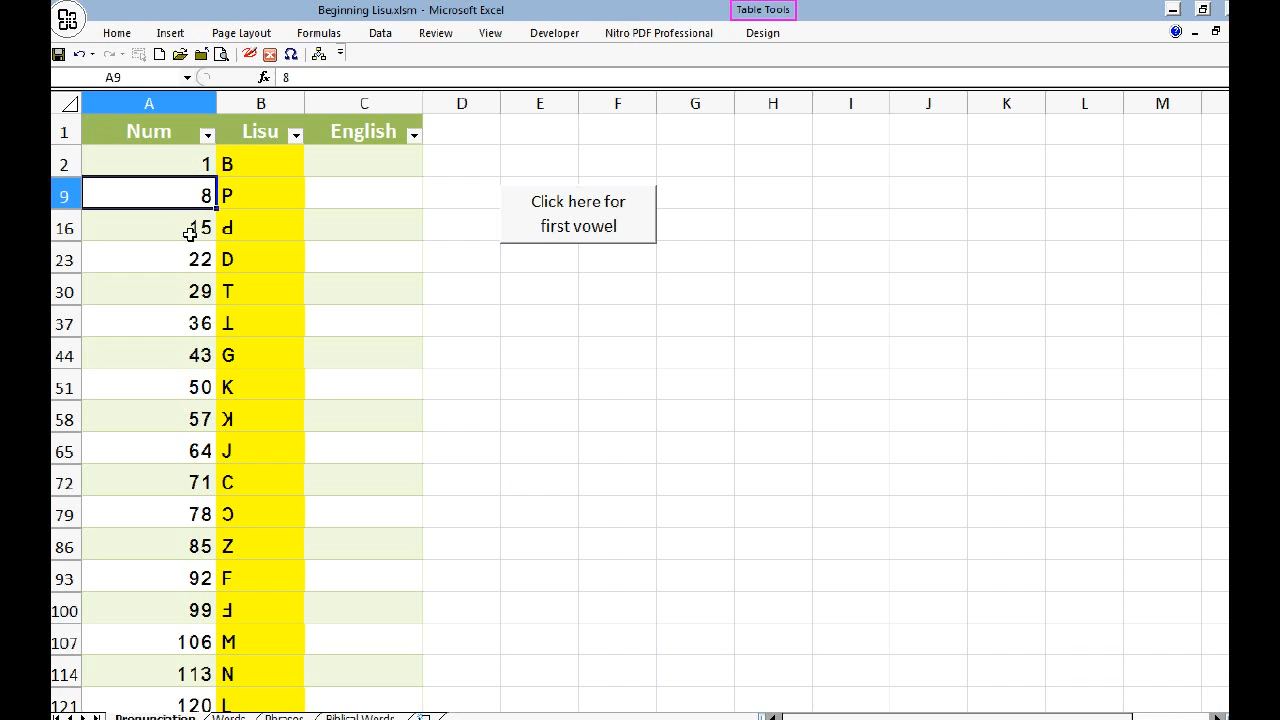 Beginning Lisu.xlsm - Microsoft Excel Table Tools
Home Insert Page Layout Formulas Data Review View Developer Nitro PDF Professional Design
A9 fx 8
A B C D E F G H I J K L M
1 Num Lisu English
2 1 ꓐ
9 8 ꓑ
16 15 ꓒ
23 22 ꓓ
30 29 ꓔ
37 36 ꓕ
44 43 ꓖ
51 50 ꓗ
58 57 ꓘ
65 64 ꓙ
72 71 ꓚ
79 78 ꓛ
86 85 ꓜ
93 92 ꓝ
100 99 ꓞ
107 106 ꓟ
114 113 ꓠ
121 120 ꓡ
Click here for
first vowel
Pronunciation Words Phrases Biblical Words